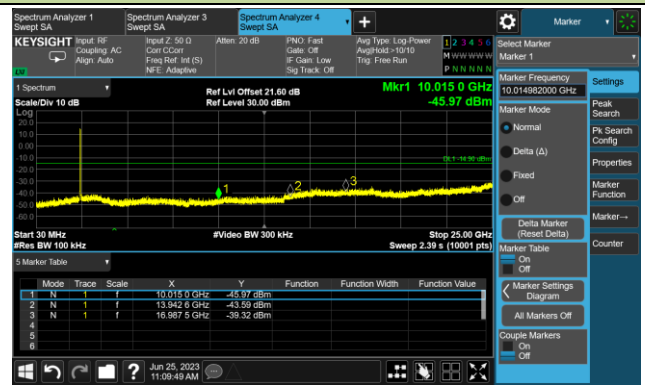 Spectrum Analyzer 1
Swept SA
Spectrum Analyzer 3
Swept SA
Spectrum Analyzer 4
Swept SA
Marker
KEYSIGHT
Input: RF
Coupling: AC
Align: Auto
Input Z: 50 Ω
Corr CCorr
Freq Ref: Int (S)
NFE: Adaptive
Atten: 20 dB
PNO: Fast
Gate: Off
IF Gain: Low
Sig Track: Off
Avg Type: Log-Power
Avg|Hold:>10/10
Trig: Free Run
1 2 3 4 5 6
M W W W W W
P N N N N N
LXI
Select Marker
Marker 1
1 Spectrum
Scale/Div 10 dB
Log
Ref Lvl Offset 21.60 dB
Ref Level 30.00 dBm
Mkr1 10.015 0 GHz
-45.97 dBm
20.0
10.0
0.00
-10.0
-20.0
-30.0
-40.0
-50.0
-60.0
DL1 -14.90 dBm
1
2
3
Start 30 MHz
#Res BW 100 kHz
#Video BW 300 kHz
Stop 25.00 GHz
Sweep 2.39 s (10001 pts)
5 Marker Table
Mode Trace Scale X Y Function Function Width Function Value
1 N 1 f 10.015 0 GHz -45.97 dBm
2 N 1 f 13.942 6 GHz -43.59 dBm
3 N 1 f 16.987 5 GHz -39.32 dBm
4
5
6
Marker Frequency
10.014982000 GHz
Marker Mode
Normal
Delta (Δ)
Fixed
Off
Delta Marker
(Reset Delta)
Marker Table
On
Off
Marker Settings
Diagram
All Markers Off
Couple Markers
On
Off
Settings
Peak
Search
Pk Search
Config
Properties
Marker
Function
Marker→
Counter
Jun 25, 2023
11:09:49 AM